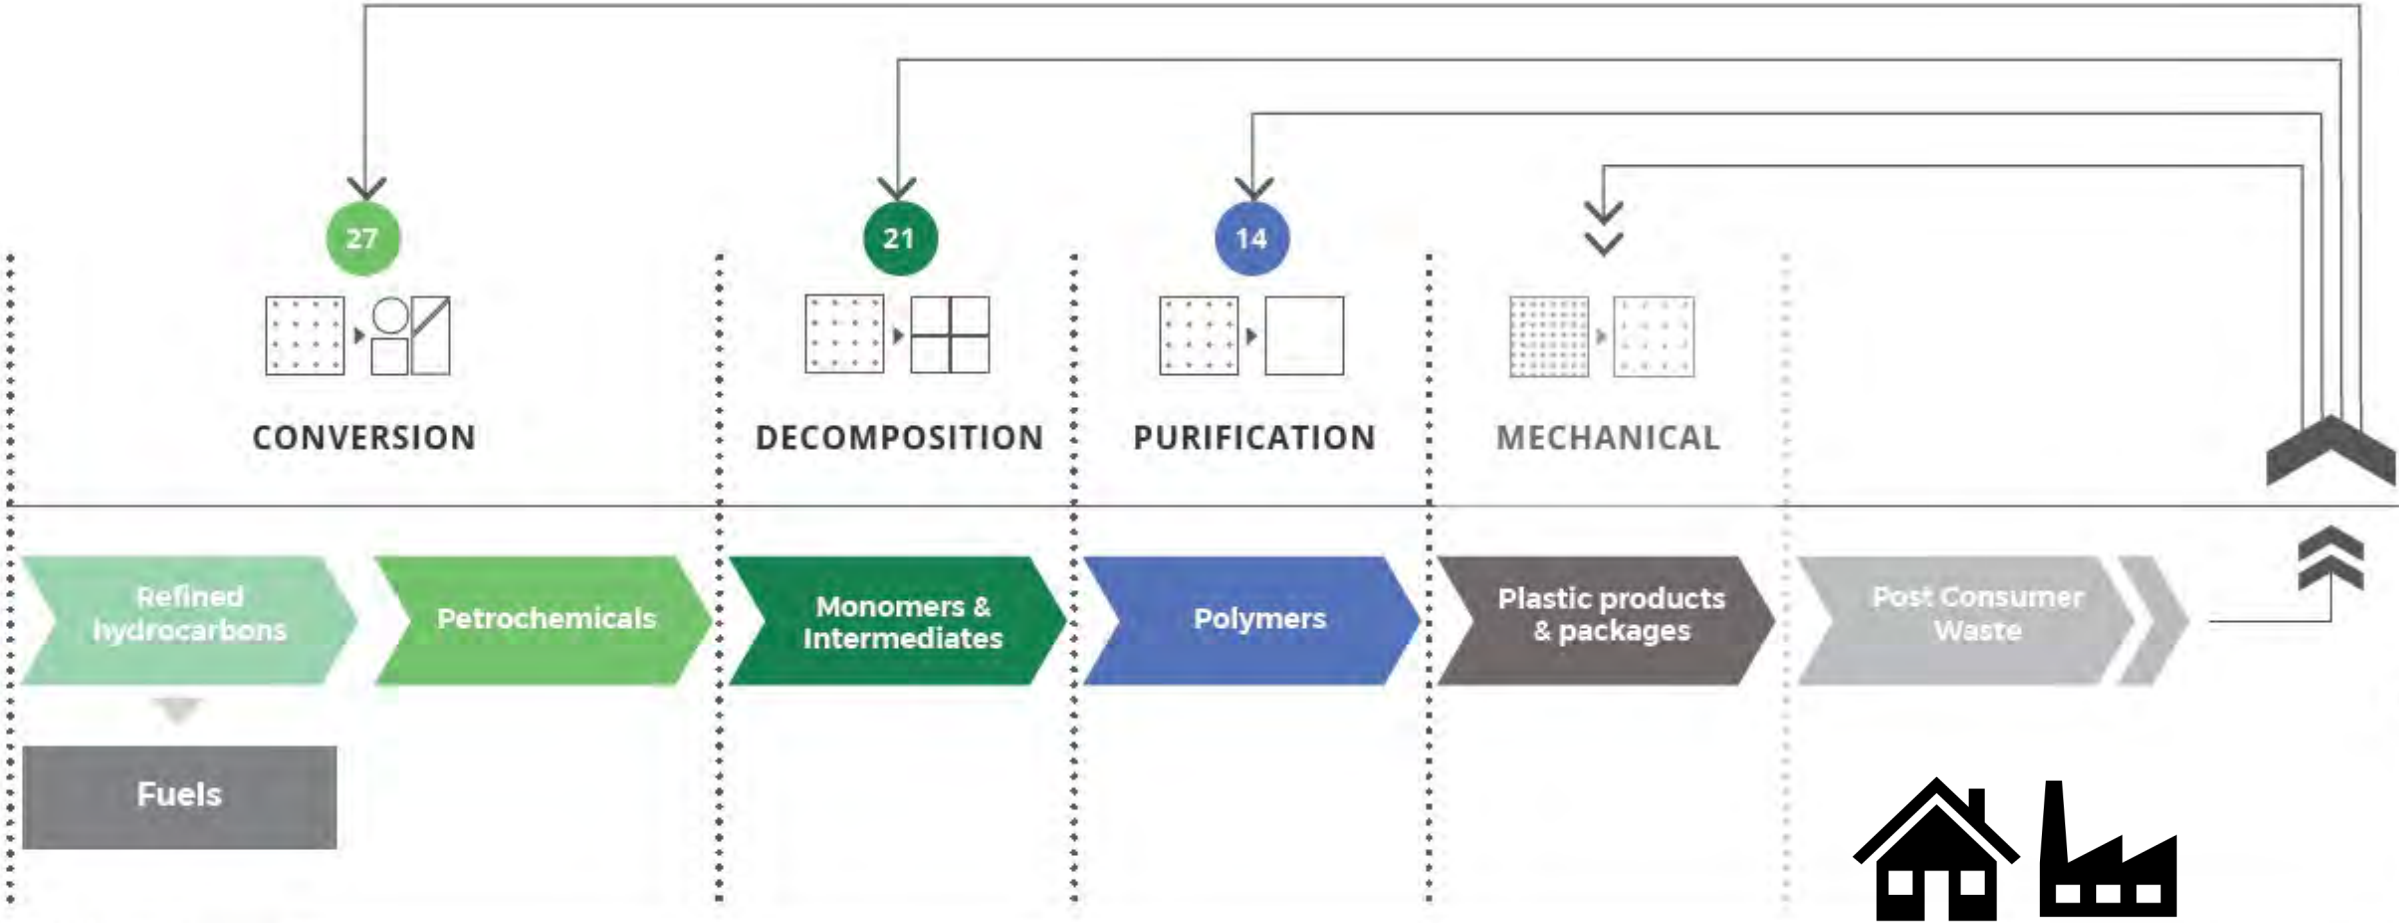 27
21
14
CONVERSION
DECOMPOSITION
PURIFICATION
MECHANICAL
Refined
hydrocarbons
Petrochemicals
Monomers &
Intermediates
Polymers
Plastic products
& packages
Post Consumer
Waste
Fuels